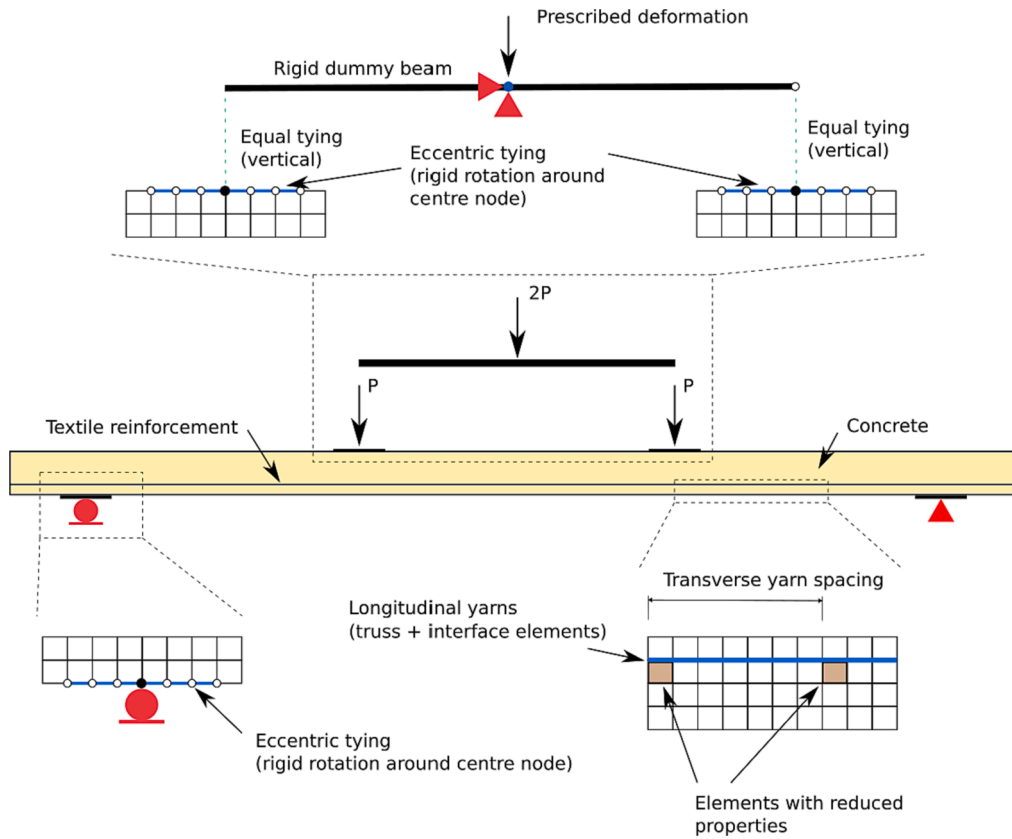 Prescribed deformation
Rigid dummy beam
Equal tying
(vertical)
Eccentric tying
(rigid rotation around
centre node)
Equal tying
(vertical)
2P
P
P
Textile reinforcement
Concrete
Transverse yarn spacing
Longitudinal yarns
(truss + interface elements)
Eccentric tying
(rigid rotation around centre node)
Elements with reduced
properties